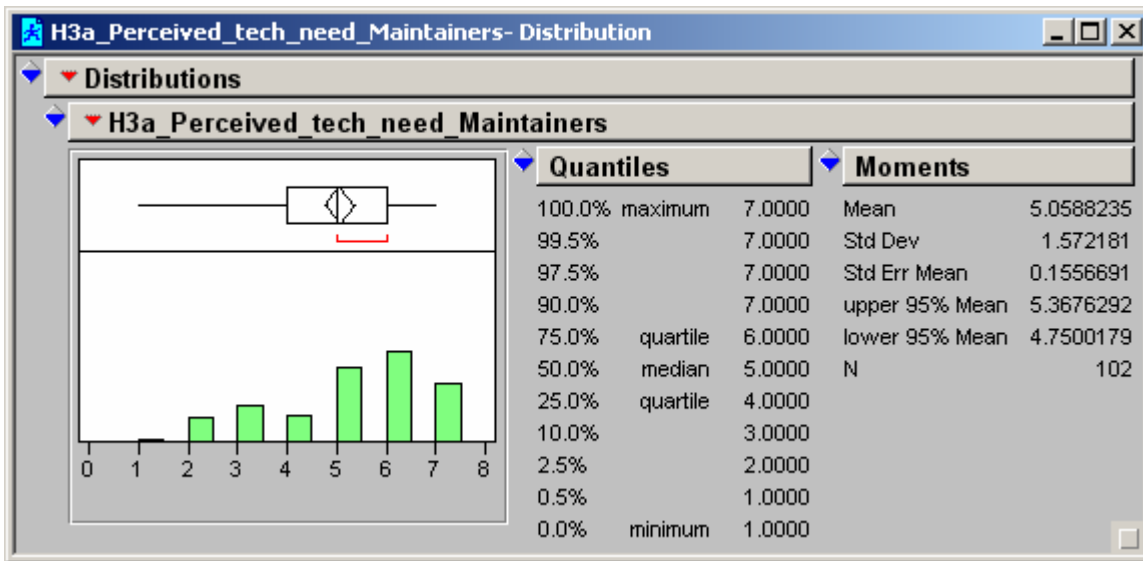 H3a_Perceived_tech_need_Maintainers- Distribution
Distributions
H3a_Perceived_tech_need_Maintainers
0 1 2 3 4 5 6 7 8
Quantiles
100.0% maximum 7.0000
99.5% 7.0000
97.5% 7.0000
90.0% 7.0000
75.0% quartile 6.0000
50.0% median 5.0000
25.0% quartile 4.0000
10.0% 3.0000
2.5% 2.0000
0.5% 1.0000
0.0% minimum 1.0000
Moments
Mean 5.0588235
Std Dev 1.572181
Std Err Mean 0.1556691
upper 95% Mean 5.3676292
lower 95% Mean 4.7500179
N 102